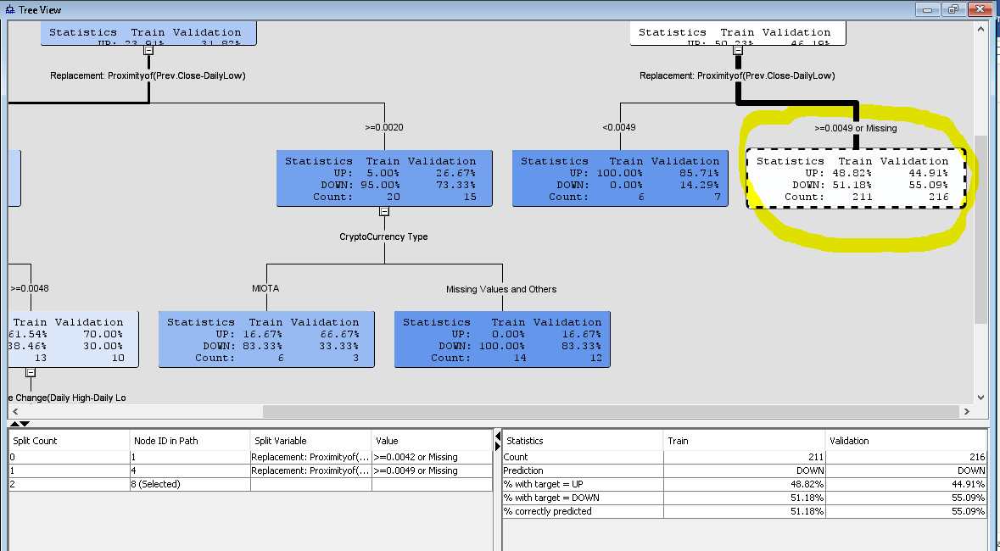 Tree View
Statistics Train Validation
UP: 23.91% 31.82%
Statistics Train Validation
UP: 50.23% 46.19%
Replacement: Proximityof(Prev.Close-DailyLow)
Replacement: Proximityof(Prev.Close-DailyLow)
>=0.0020
<0.0049
>=0.0049 or Missing
Statistics Train Validation
UP: 5.00% 26.67%
DOWN: 95.00% 73.33%
Count: 20 15
Statistics Train Validation
UP: 100.00% 85.71%
DOWN: 0.00% 14.29%
Count: 6 7
Statistics Train Validation
UP: 48.82% 44.91%
DOWN: 51.18% 55.09%
Count: 211 216
CryptoCurrency Type
>=0.0048
MIOTA
Missing Values and Others
Train Validation
61.54% 70.00%
38.46% 30.00%
13 10
Statistics Train Validation
UP: 16.67% 66.67%
DOWN: 83.33% 33.33%
Count: 6 3
Statistics Train Validation
UP: 0.00% 16.67%
DOWN: 100.00% 83.33%
Count: 14 12
e Change(Daily High-Daily Lo
Split Count Node ID in Path Split Variable Value
0 1 Replacement: Proximityof(... >=0.0042 or Missing
1 4 Replacement: Proximityof(... >=0.0049 or Missing
2 8 (Selected)
Statistics Train Validation
Count 211 216
Prediction DOWN DOWN
% with target = UP 48.82% 44.91%
% with target = DOWN 51.18% 55.09%
% correctly predicted 51.18% 55.09%